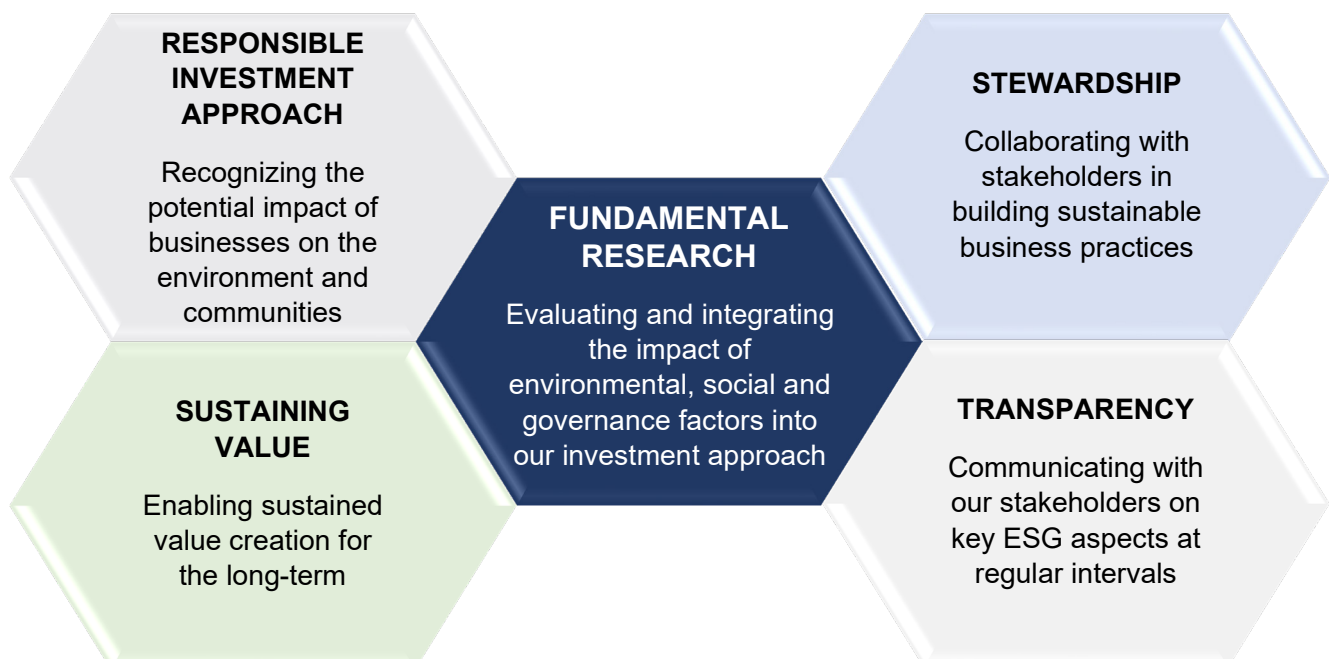 RESPONSIBLE
INVESTMENT
APPROACH
Recognizing the
potential impact of
businesses on the
environment and
communities
SUSTAINING
VALUE
Enabling sustained
value creation for
the long-term
FUNDAMENTAL
RESEARCH
Evaluating and integrating
the impact of
environmental, social and
governance factors into
our investment approach
STEWARDSHIP
Collaborating with
stakeholders in
building sustainable
business practices
TRANSPARENCY
Communicating with
our stakeholders on
key ESG aspects at
regular intervals